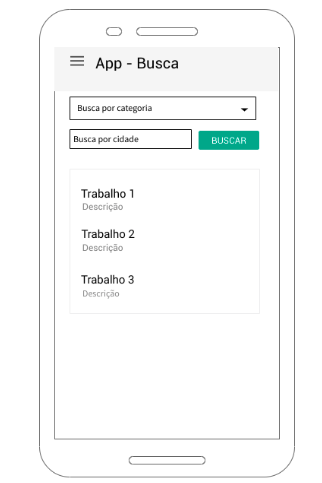 App - Busca
Busca por categoria
Busca por cidade
BUSCAR
Trabalho 1
Descrição
Trabalho 2
Descrição
Trabalho 3
Descrição